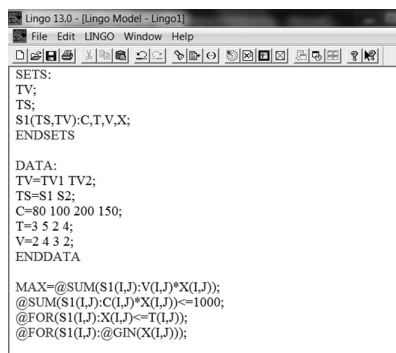 Lingo 13.0 - [Lingo Model - Lingo1]
File Edit LINGO Window Help
SETS:
TV;
TS;
S1(TS,TV):C,T,V,X;
ENDSETS
DATA:
TV=TV1 TV2;
TS=S1 S2;
C=80 100 200 150;
T=3 5 2 4;
V=2 4 3 2;
ENDDATA
MAX=@SUM(S1(I,J):V(I,J)*X(I,J));
@SUM(S1(I,J):C(I,J)*X(I,J))<=1000;
@FOR(S1(I,J):X(I,J)<=T(I,J));
@FOR(S1(I,J):@GIN(X(I,J)));